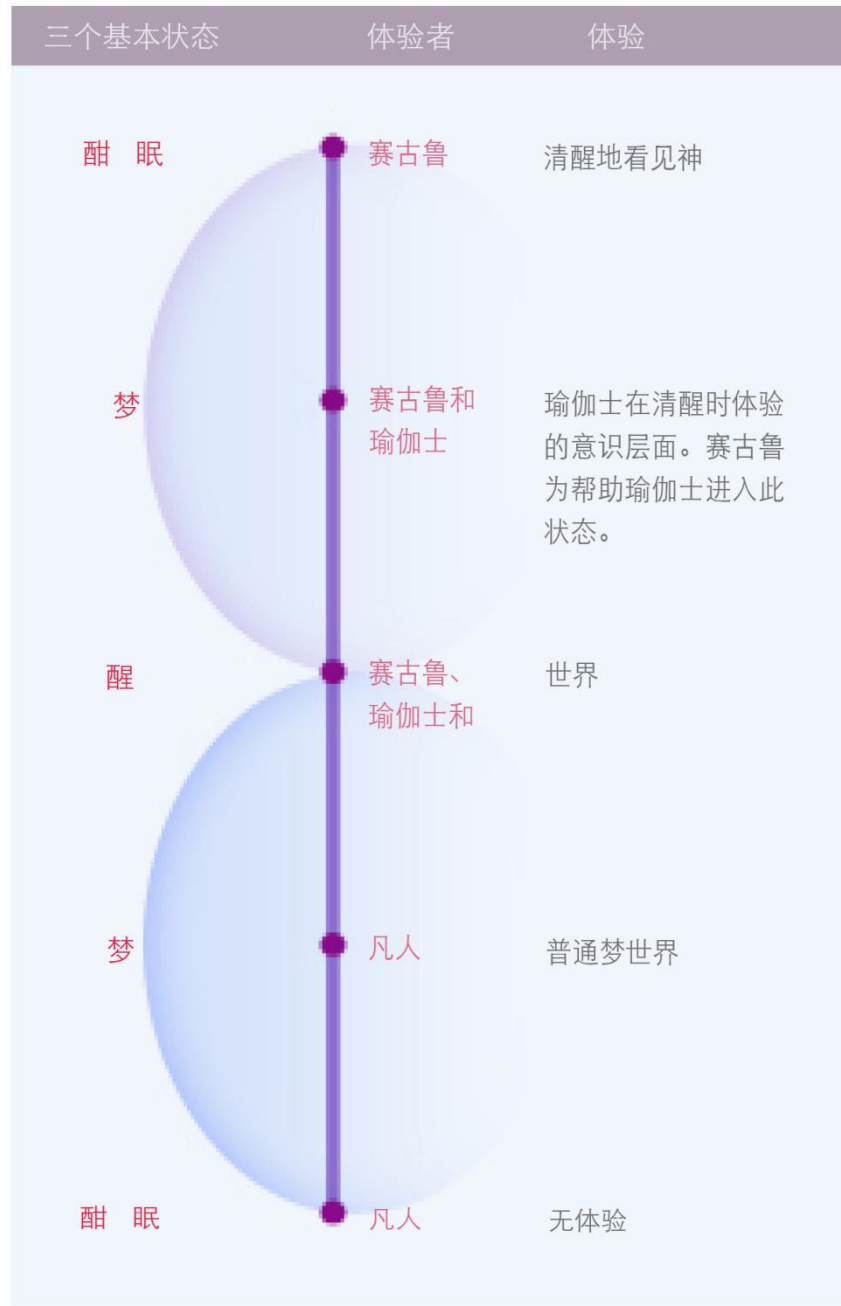 三个基本状态 体验者 体验
酣 眠 赛古鲁 清醒地看见神
梦 赛古鲁和 瑜伽士在清醒时体验
瑜伽士 的意识层面。赛古鲁
为帮助瑜伽士进入此
状态。
醒 赛古鲁、 世界
瑜伽士和
梦 凡人 普通梦世界
酣 眠 凡人 无体验